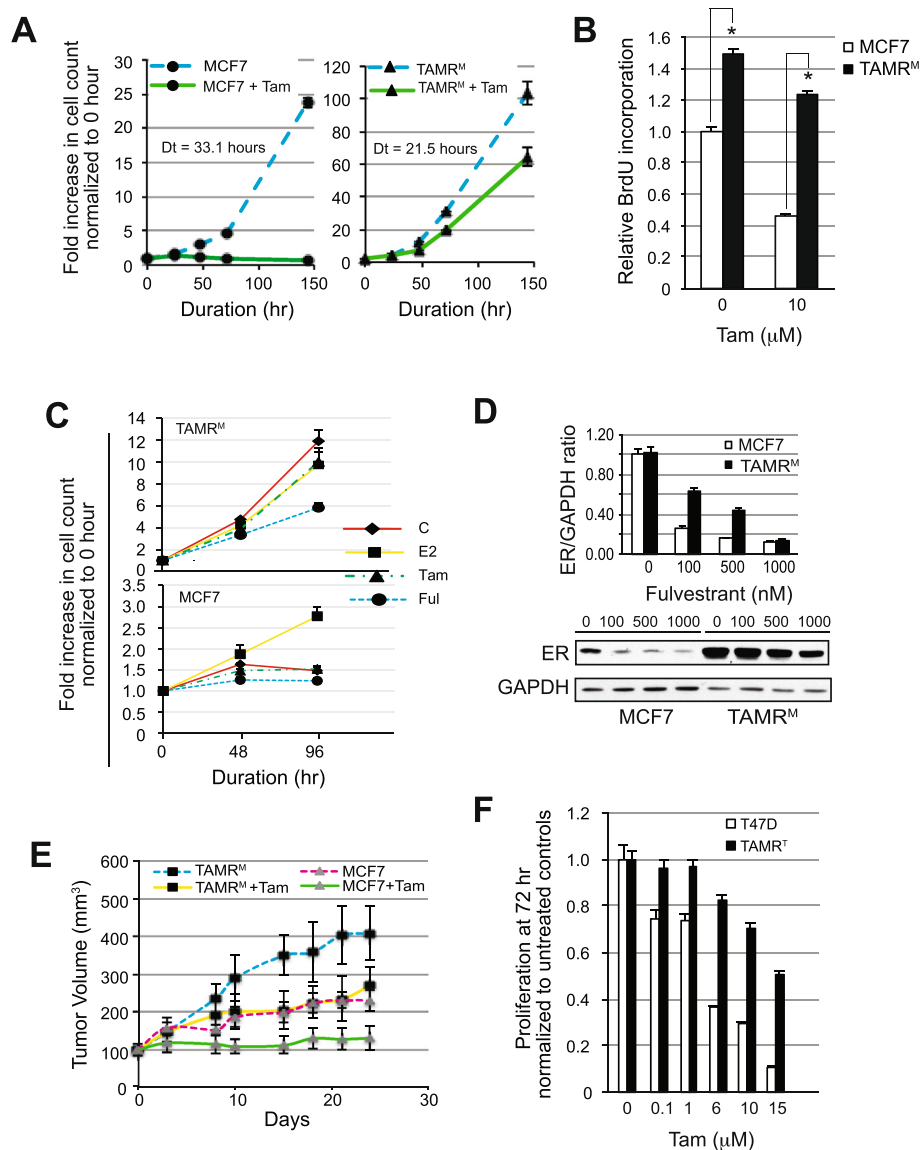 A
Fold increase in cell count
normalized to 0 hour
30
25
20
15
10
5
0
MCF7
MCF7 + Tam
Dt = 33.1 hours
0 50 100 150
Duration (hr)
120
100
80
60
40
20
0
TAMRᴹ
TAMRᴹ + Tam
Dt = 21.5 hours
0 50 100 150
Duration (hr)
B
Relative BrdU incorporation
1.6
1.4
1.2
1.0
0.8
0.6
0.4
0.2
0
* *
MCF7
TAMRᴹ
0 10
Tam (μM)
C
Fold increase in cell count
normalized to 0 hour
14
12
10
8
6
4
2
0
TAMRᴹ
C
E2
Tam
Ful
3.5
3.0
2.5
2.0
1.5
1.0
0.5
0
MCF7
0 48 96
Duration (hr)
D
ER/GAPDH ratio
1.20
0.80
0.40
0.00
MCF7
TAMRᴹ
0 100 500 1000
Fulvestrant (nM)
0 100 500 1000 0 100 500 1000
ER
GAPDH
MCF7 TAMRᴹ
E
Tumor Volume (mm³)
600
500
400
300
200
100
0
TAMRᴹ MCF7
TAMRᴹ +Tam MCF7+Tam
0 10 20 30
Days
F
Proliferation at 72 hr
normalized to untreated controls
1.2
1.0
0.8
0.6
0.4
0.2
0
T47D
TAMRᵀ
0 0.1 1 6 10 15
Tam (μM)